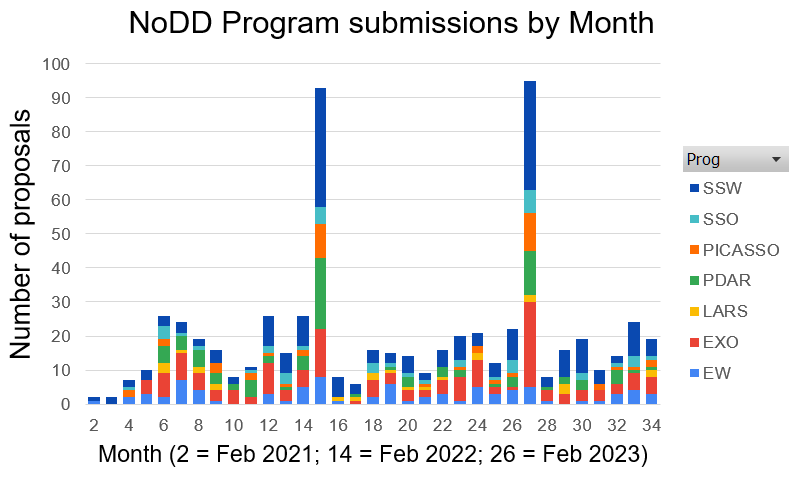 NoDD Program submissions by Month
Number of proposals
100
90
80
70
60
50
40
30
20
10
0
2 4 6 8 10 12 14 16 18 20 22 24 26 28 30 32 34
Month (2 = Feb 2021; 14 = Feb 2022; 26 = Feb 2023)
Prog
SSW
SSO
PICASSO
PDAR
LARS
EXO
EW